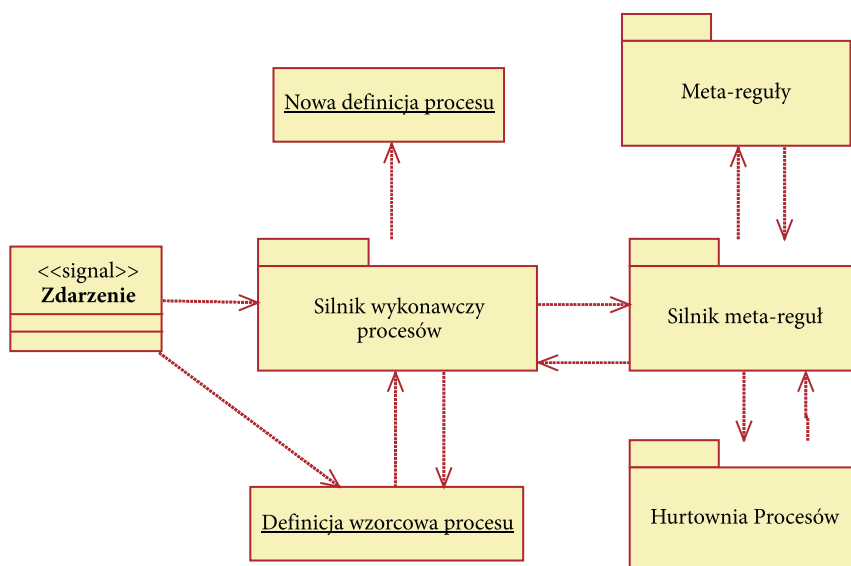 Meta-reguły
Nowa definicja procesu
<<signal>>
Zdarzenie
Silnik wykonawczy
procesów
Silnik meta-reguł
Definicja wzorcowa procesu
Hurtownia Procesów